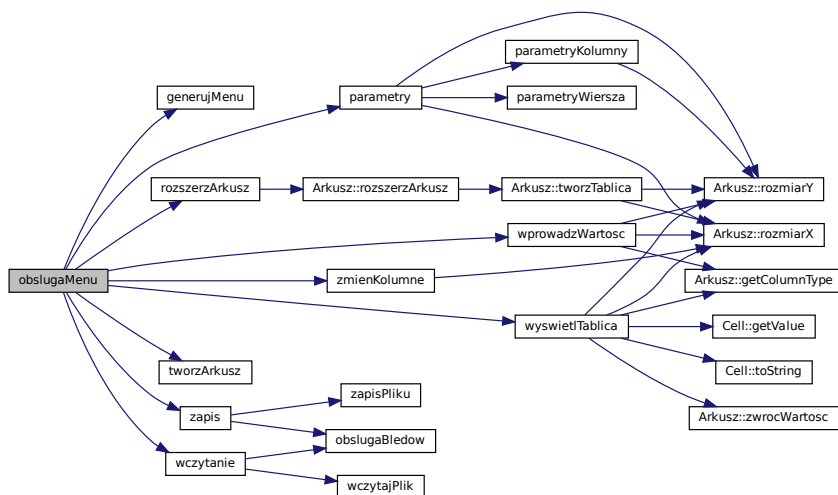 obslugaMenu
generujMenu
parametry
parametryKolumny
parametryWiersza
rozszerzArkusz
Arkusz::rozszerzArkusz
Arkusz::tworzTablica
Arkusz::rozmiarY
Arkusz::rozmiarX
wprowadzWartosc
zmienKolumne
Arkusz::getColumnType
wyswietlTablica
Cell::getValue
Cell::toString
Arkusz::zwrocWartosc
tworzArkusz
zapis
zapisPliku
obslugaBledow
wczytanie
wczytajPlik